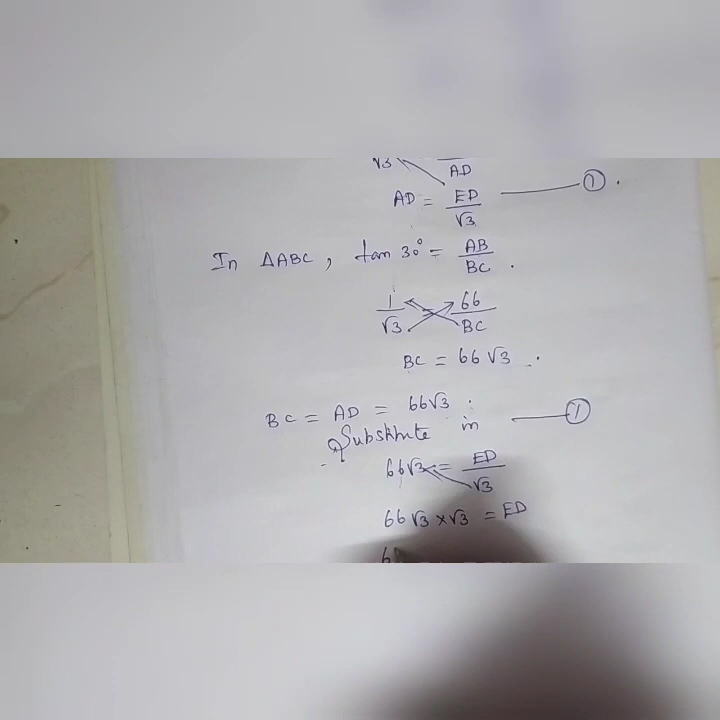 √3 AD
AD = ED/√3 ——— ①.
In ΔABC, tan 30° = AB/BC.
1/√3 = 66/BC
BC = 66√3.
BC = AD = 66√3.
Substitute in ——— ①
66√3 = ED/√3
66√3 × √3 = ED